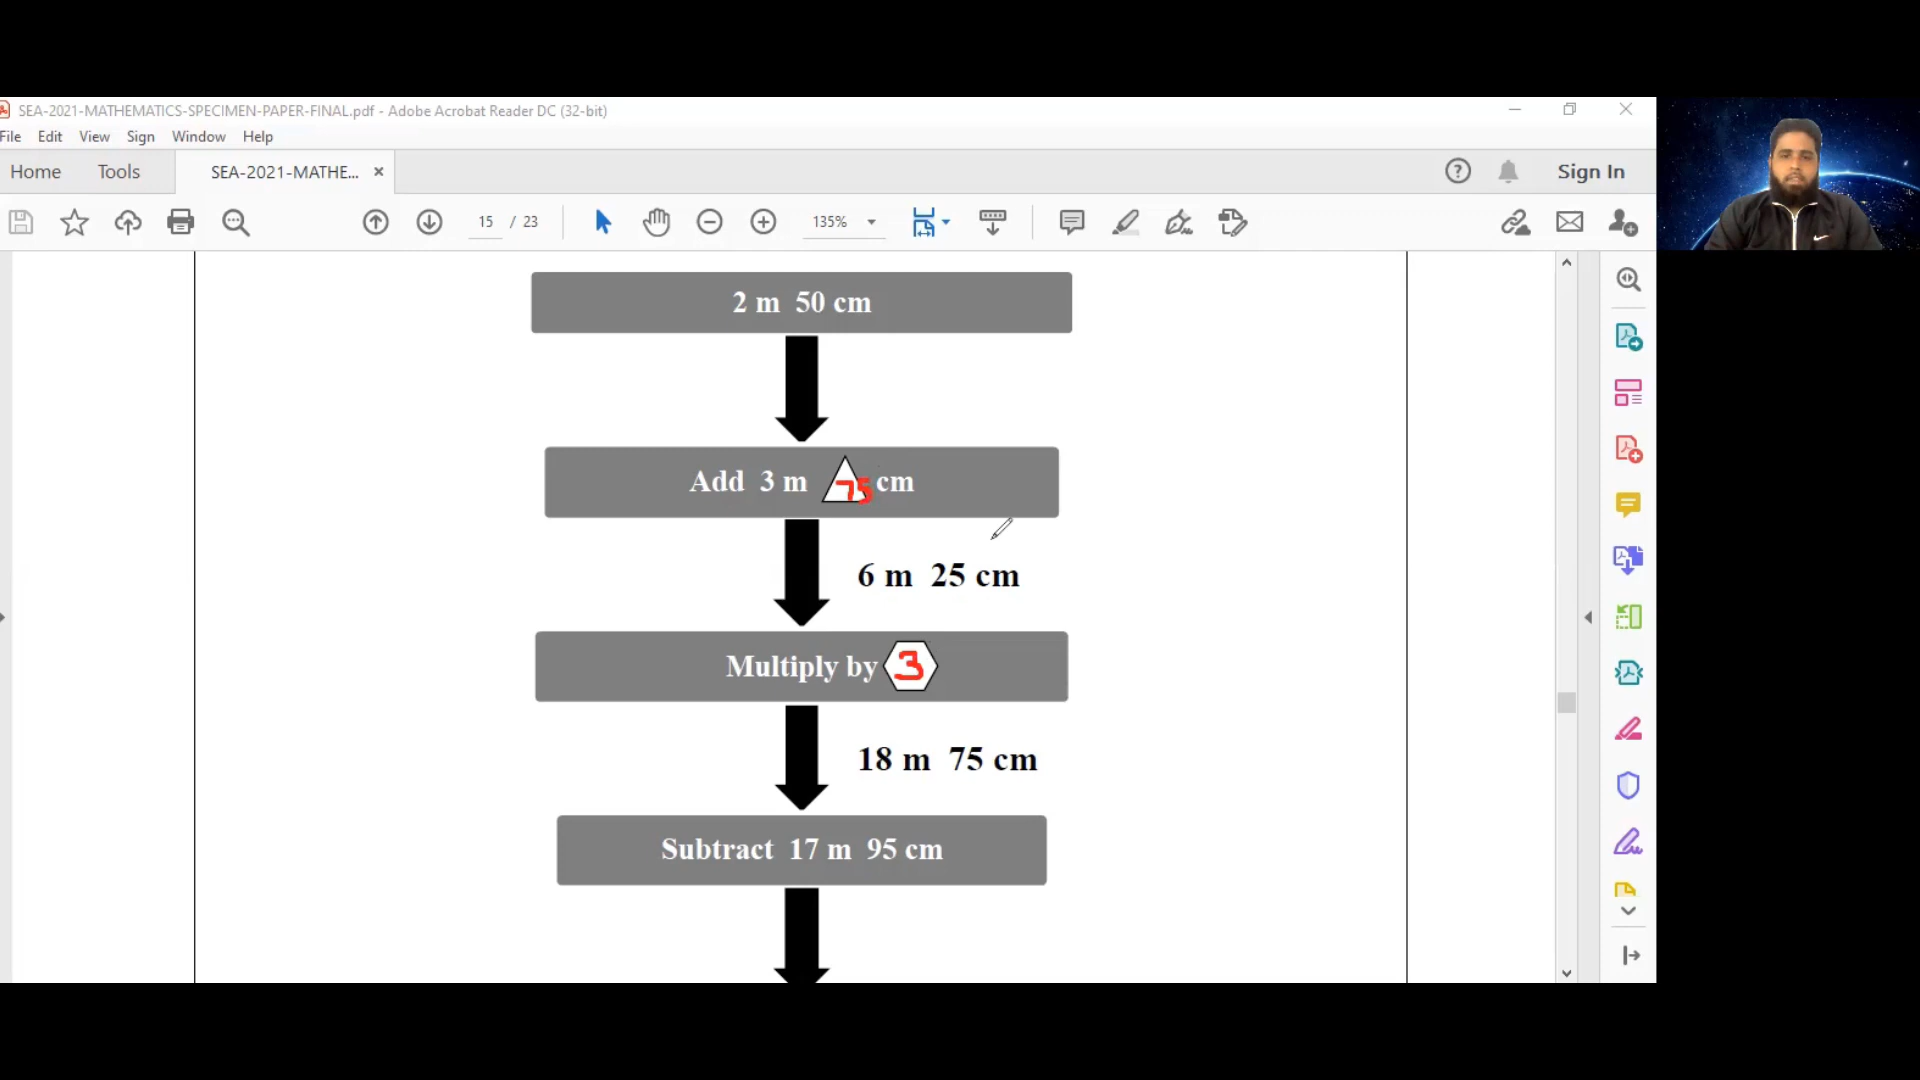 SEA-2021-MATHEMATICS-SPECIMEN-PAPER-FINAL.pdf - Adobe Acrobat Reader DC (32-bit)
File Edit View Sign Window Help
Home Tools SEA-2021-MATHE... × Sign In
15 / 23 135%
2 m 50 cm
Add 3 m 75 cm
6 m 25 cm
Multiply by 3
18 m 75 cm
Subtract 17 m 95 cm